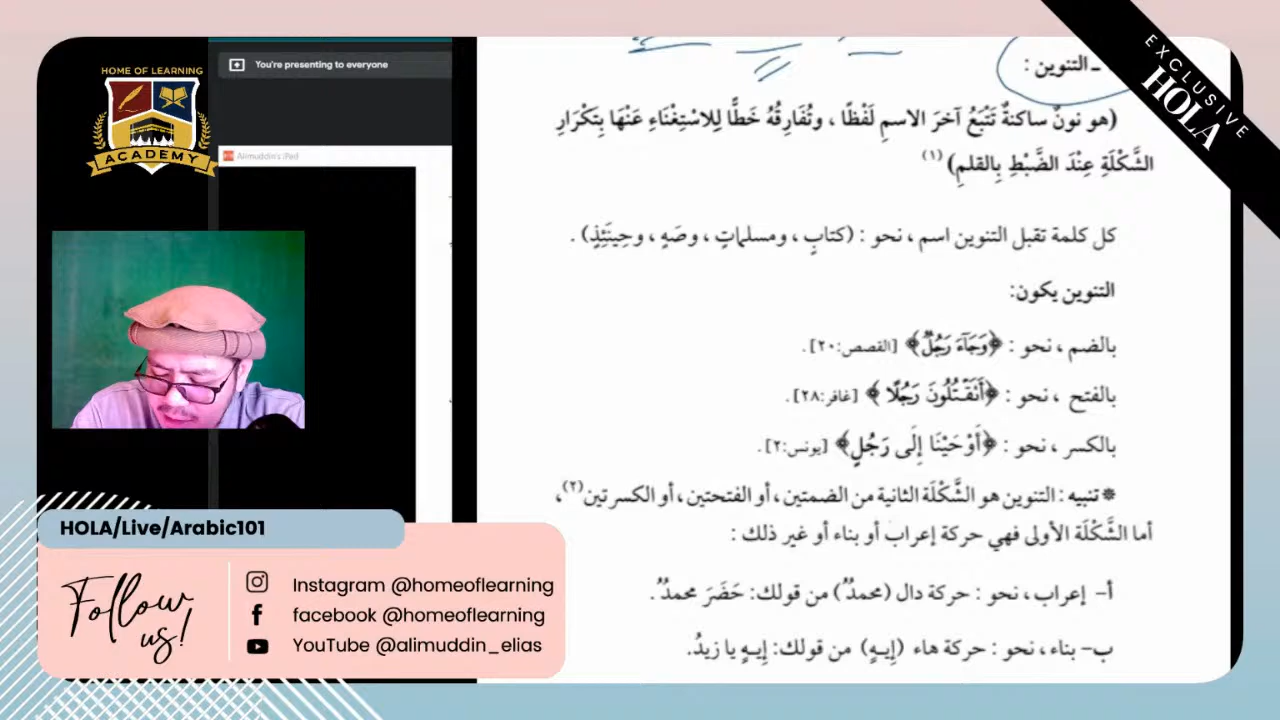 HOME OF LEARNING
ACADEMY
You're presenting to everyone
Alimuddin's iPad
EXCLUSIVE
HOLA
ـ التنوين :
(هو نونٌ ساكنةٌ تَتْبَعُ آخرَ الاسمِ لَفْظًا ، وتُفَارِقُهُ خَطًّا لِلاسْتِغْنَاءِ عَنْهَا بِتَكْرَارِ
الشَّكْلَةِ عِنْدَ الضَّبْطِ بِالقلمِ) (١)
كل كلمة تقبل التنوين اسم ، نحو : (كتابٍ ، ومسلماتٍ ، وصَهٍ ، وحِينَئِذٍ) .
التنوين يكون:
بالضم ، نحو : ﴿وَجَآءَ رَجُلٌ﴾ [القصص:٢٠] .
بالفتح ، نحو : ﴿أَتَقْتُلُونَ رَجُلًا﴾ [غافر:٢٨] .
بالكسر ، نحو : ﴿أَوْحَيْنَا إِلَى رَجُلٍ﴾ [يونس:٢] .
* تنبيه : التنوين هو الشَّكْلَة الثانية من الضمتين، أو الفتحتين، أو الكسرتين (٢) ،
أما الشَّكْلَة الأولى فهي حركة إعراب أو بناء أو غير ذلك :
أ- إعراب ، نحو : حركة دال (محمدٌ) من قولك: حَضَرَ محمدٌ .
ب- بناء ، نحو : حركة هاء (إيـهٍ) من قولك: إيـهٍ يا زيدُ.
HOLA/Live/Arabic101
Follow us!
Instagram @homeoflearning
facebook @homeoflearning
YouTube @alimuddin_elias